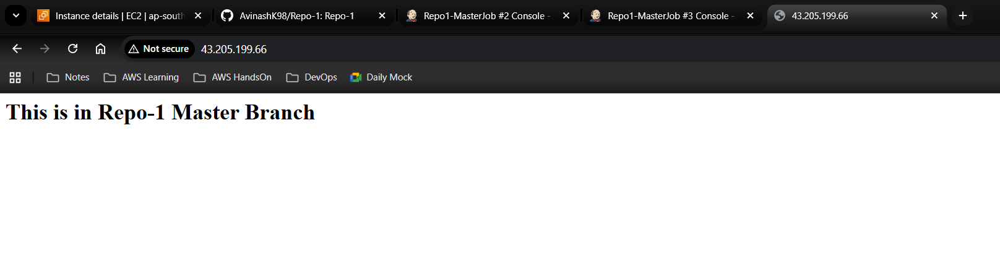 Instance details | EC2 | ap-south
AvinashK98/Repo-1: Repo-1
Repo1-MasterJob #2 Console -
Repo1-MasterJob #3 Console -
43.205.199.66
Not secure 43.205.199.66
Notes AWS Learning AWS HandsOn DevOps Daily Mock
This is in Repo-1 Master Branch